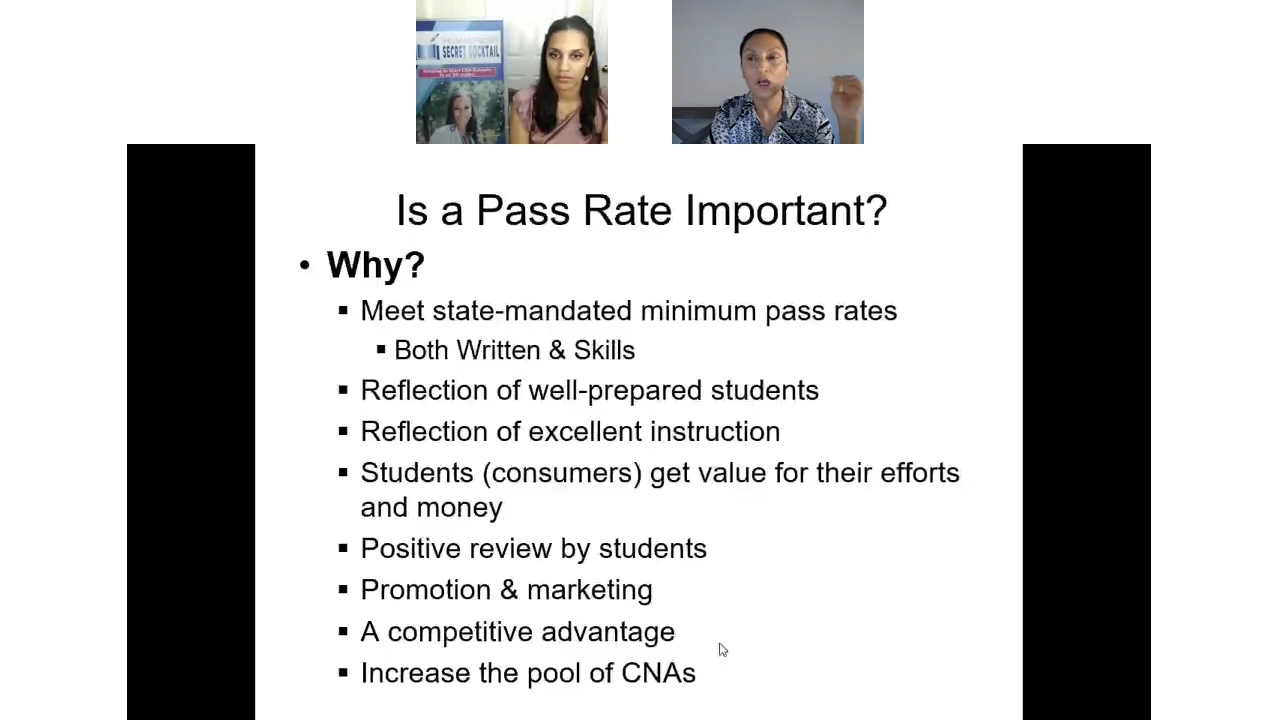 SECRET COCKTAIL
Is a Pass Rate Important?
• Why?
▪ Meet state-mandated minimum pass rates
▪ Both Written & Skills
▪ Reflection of well-prepared students
▪ Reflection of excellent instruction
▪ Students (consumers) get value for their efforts
and money
▪ Positive review by students
▪ Promotion & marketing
▪ A competitive advantage
▪ Increase the pool of CNAs